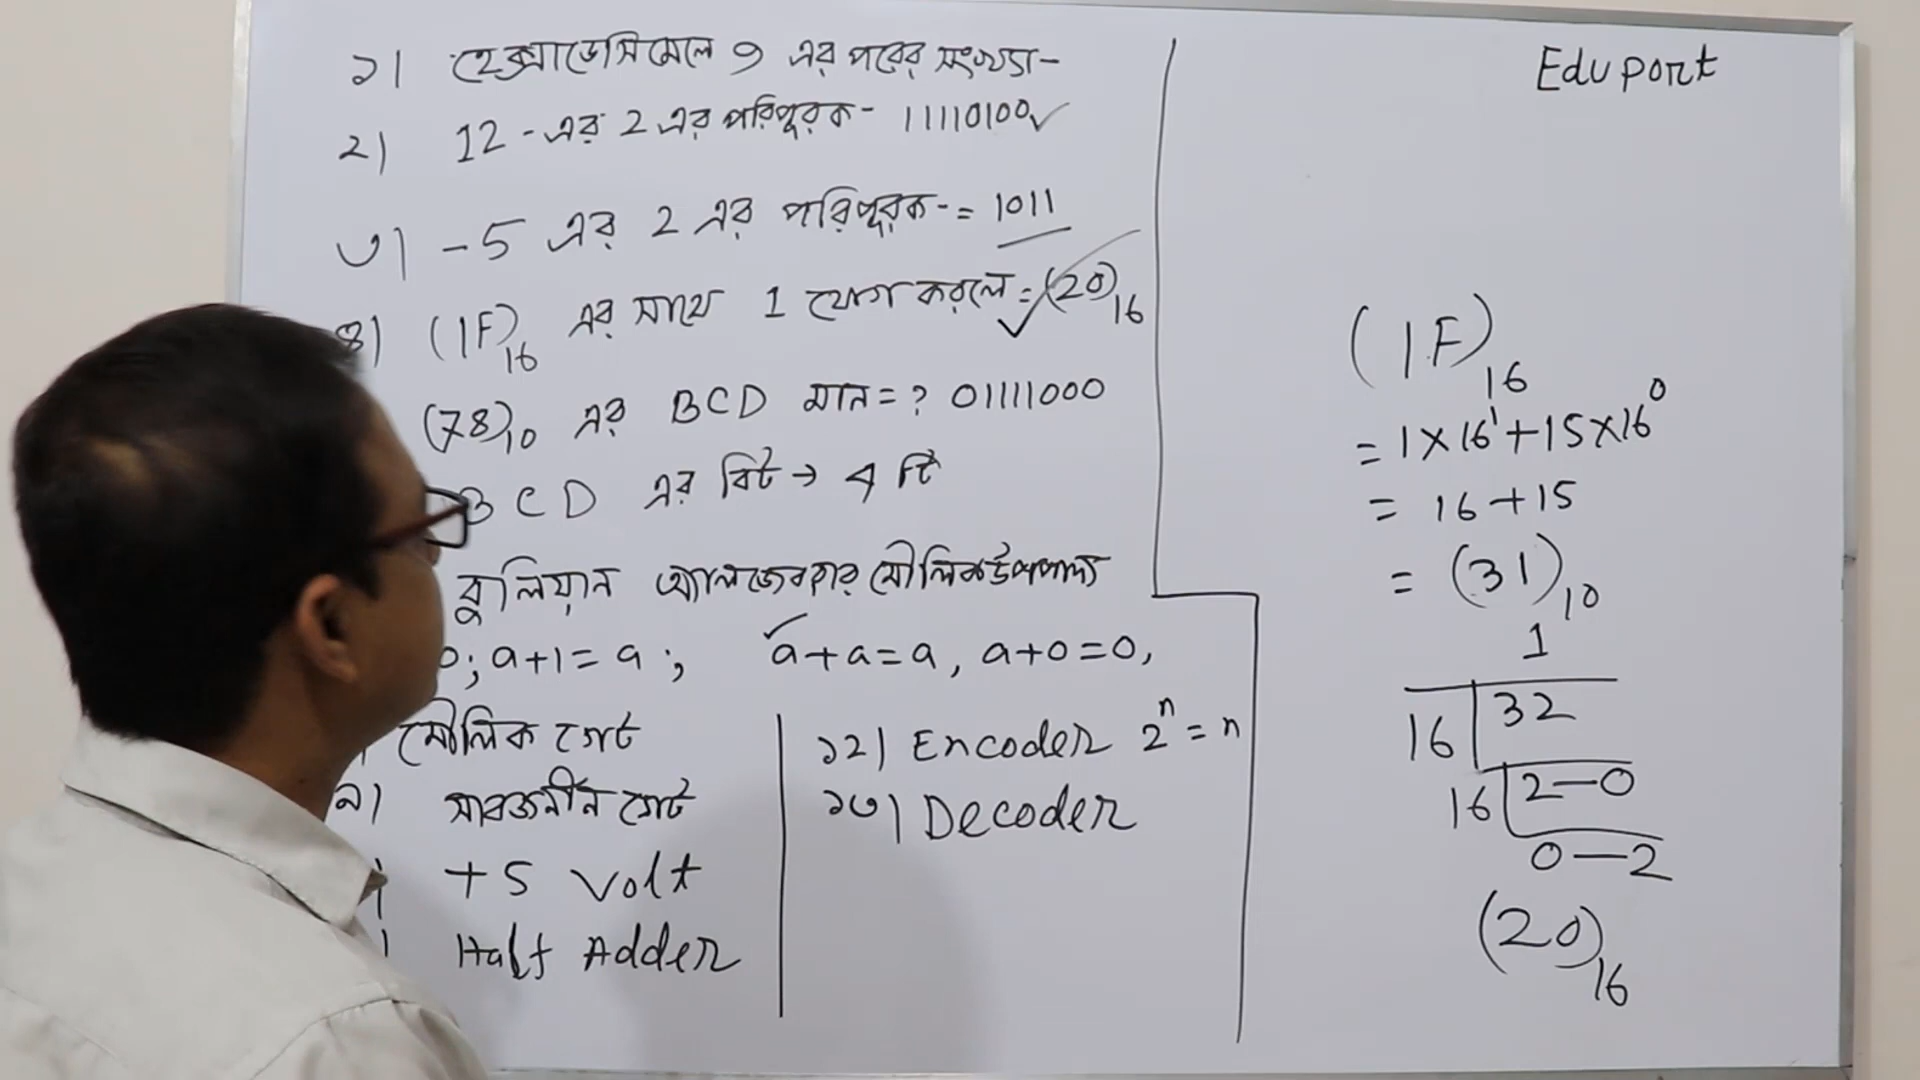 ১। হেক্সাডেসিমেলে 9 এর পরের সংখ্যা-
২। 12 - এর 2 এর পরিপূরক- 11110100✓
৩। -5 এর 2 এর পরিপূরক-= 1011
৪। (1F)16 এর সাথে 1 যোগ করলে=(20)16
(78)10 এর BCD মান=? 01111000
BCD এর বিট→ 4 টি
বুলিয়ান অ্যালজেবরার মৌলিক উপপাদ্য
0; a+1=a ; ✓a+a=a, a+0=0,
মৌলিক গেট
৯। সার্বজনীন গেট
+5 Volt
Half Adder
১২। Encoder 2ⁿ=n
১৩। Decoder
Eduport
(1F)16
=1×16¹+15×16⁰
= 16+15
= (31)10
1
16 32
16 2—0
0—2
(20)16